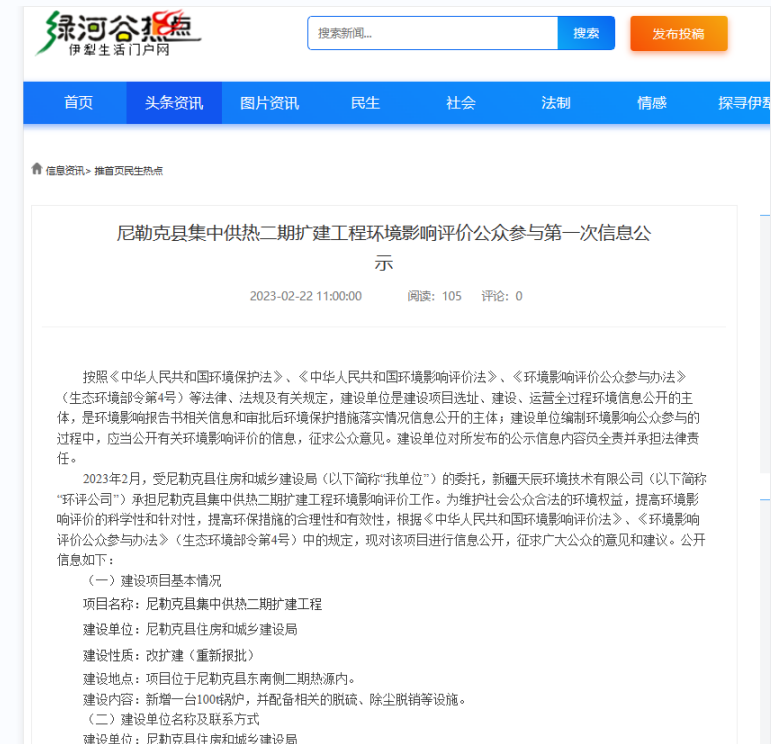 绿河谷热点
伊犁生活门户网
搜索新闻...
搜索
发布投稿
首页 头条资讯 图片资讯 民生 社会 法制 情感 探寻伊犁
信息资讯> 推首页民生热点
尼勒克县集中供热二期扩建工程环境影响评价公众参与第一次信息公
示
2023-02-22 11:00:00 阅读：105 评论：0
按照《中华人民共和国环境保护法》、《中华人民共和国环境影响评价法》、《环境影响评价公众参与办法》
（生态环境部令第4号）等法律、法规及有关规定，建设单位是建设项目选址、建设、运营全过程环境信息公开的主
体，是环境影响报告书相关信息和审批后环境保护措施落实情况信息公开的主体；建设单位编制环境影响公众参与的
过程中，应当公开有关环境影响评价的信息，征求公众意见。建设单位对所发布的公示信息内容负全责并承担法律责
任。
2023年2月，受尼勒克县住房和城乡建设局（以下简称“我单位”）的委托，新疆天辰环境技术有限公司（以下简称
“环评公司”）承担尼勒克县集中供热二期扩建工程环境影响评价工作。为维护社会公众合法的环境权益，提高环境影
响评价的科学性和针对性，提高环保措施的合理性和有效性，根据《中华人民共和国环境影响评价法》、《环境影响
评价公众参与办法》（生态环境部令第4号）中的规定，现对该项目进行信息公开，征求广大公众的意见和建议。公开
信息如下：
（一）建设项目基本情况
项目名称：尼勒克县集中供热二期扩建工程
建设单位：尼勒克县住房和城乡建设局
建设性质：改扩建（重新报批）
建设地点：项目位于尼勒克县东南侧二期热源内。
建设内容：新增一台100t锅炉，并配备相关的脱硫、除尘脱销等设施。
（二）建设单位名称及联系方式
建设单位：尼勒克县住房和城乡建设局